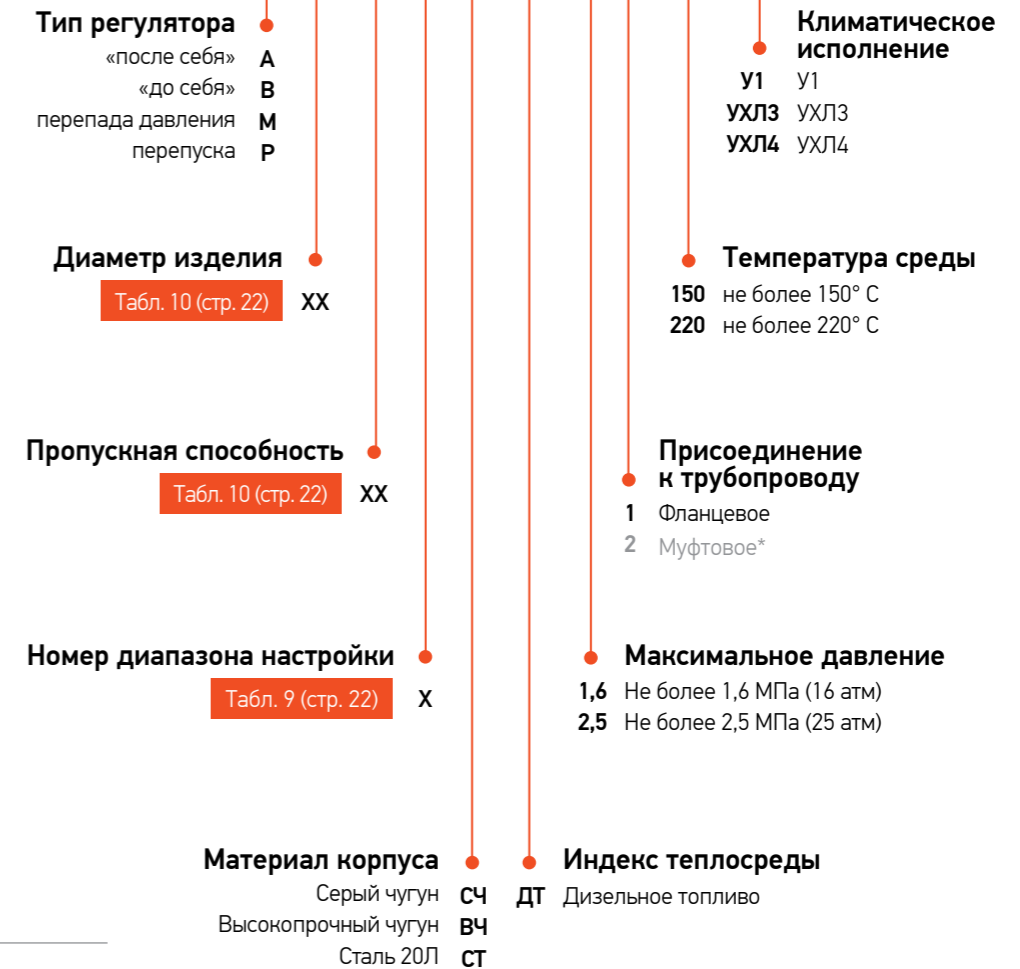 Тип регулятора
«после себя» А
«до себя» В
перепада давления М
перепуска Р
Климатическое
исполнение
У1 У1
УХЛ3 УХЛ3
УХЛ4 УХЛ4
Диаметр изделия
Табл. 10 (стр. 22) ХХ
Температура среды
150 не более 150° С
220 не более 220° С
Пропускная способность
Табл. 10 (стр. 22) ХХ
Присоединение
к трубопроводу
1 Фланцевое
2 Муфтовое*
Номер диапазона настройки
Табл. 9 (стр. 22) Х
Максимальное давление
1,6 Не более 1,6 МПа (16 атм)
2,5 Не более 2,5 МПа (25 атм)
Материал корпуса
Серый чугун СЧ
Высокопрочный чугун ВЧ
Сталь 20Л СТ
Индекс теплосреды
ДТ Дизельное топливо